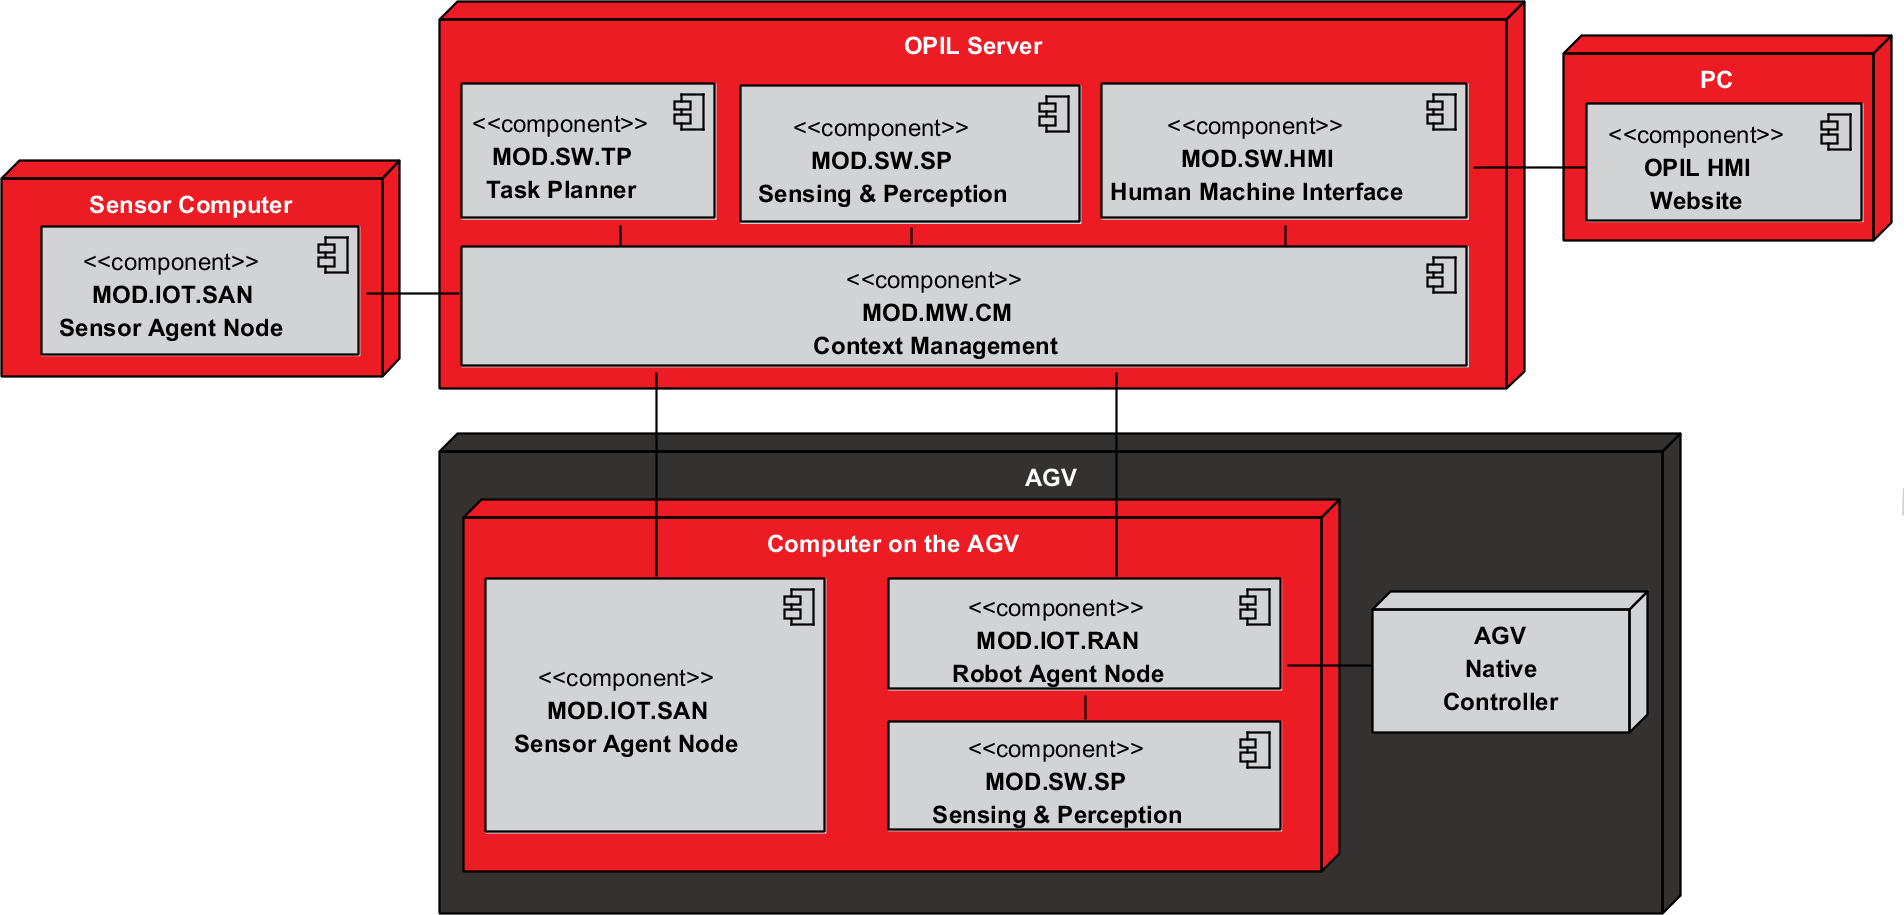 OPIL Server
<<component>>
MOD.SW.TP
Task Planner
<<component>>
MOD.SW.SP
Sensing & Perception
<<component>>
MOD.SW.HMI
Human Machine Interface
PC
<<component>>
OPIL HMI
Website
Sensor Computer
<<component>>
MOD.IOT.SAN
Sensor Agent Node
<<component>>
MOD.MW.CM
Context Management
AGV
Computer on the AGV
<<component>>
MOD.IOT.SAN
Sensor Agent Node
<<component>>
MOD.IOT.RAN
Robot Agent Node
<<component>>
MOD.SW.SP
Sensing & Perception
AGV
Native
Controller